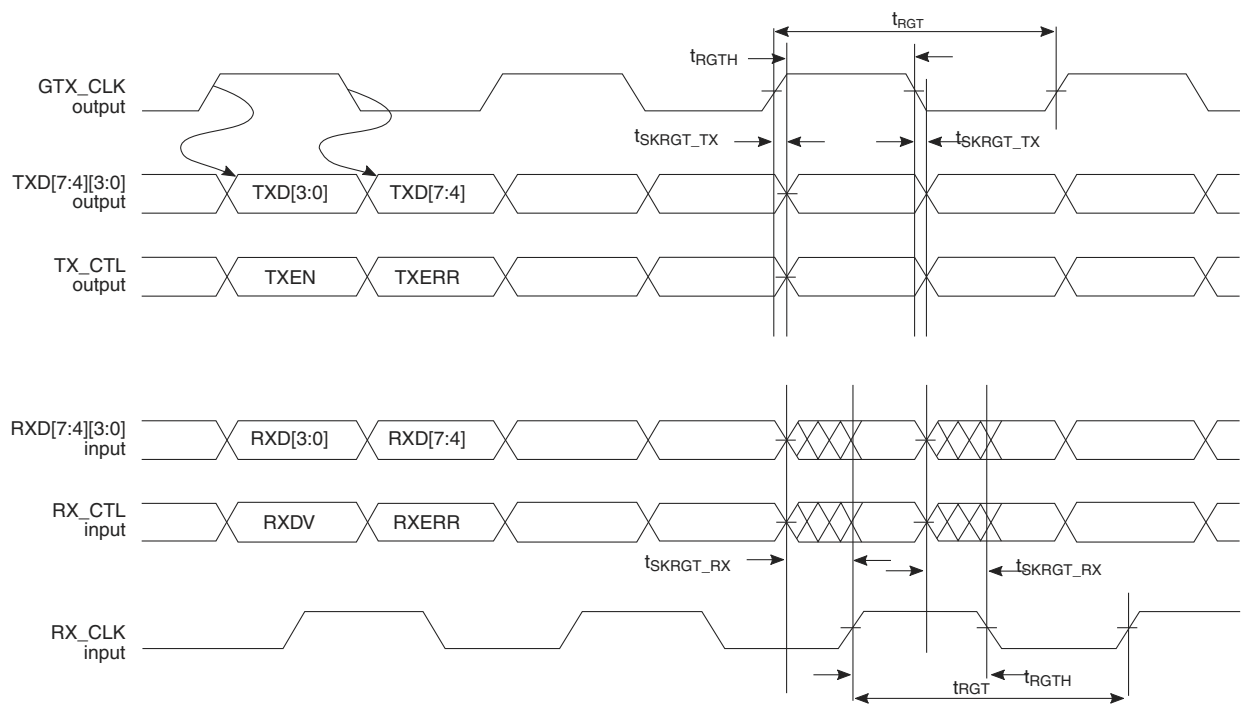 tRGT
tRGTH
GTX_CLK
output
tSKRGT_TX
tSKRGT_TX
TXD[7:4][3:0]
output
TXD[3:0]
TXD[7:4]
TX_CTL
output
TXEN
TXERR
RXD[7:4][3:0]
input
RXD[3:0]
RXD[7:4]
RX_CTL
input
RXDV
RXERR
tSKRGT_RX
tSKRGT_RX
RX_CLK
input
tRGT
tRGTH